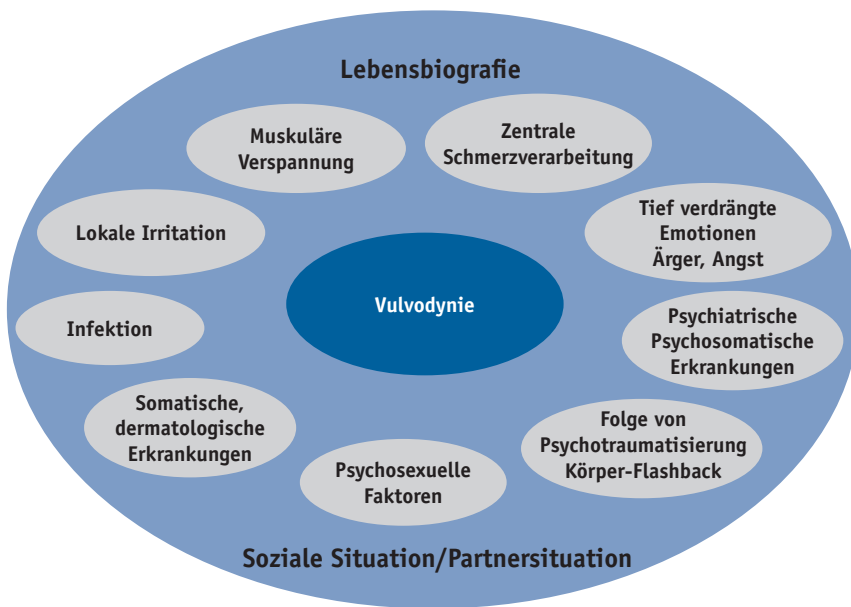 Lebensbiografie
Muskuläre
Verspannung
Zentrale
Schmerzverarbeitung
Lokale Irritation
Tief verdrängte
Emotionen
Ärger, Angst
Vulvodynie
Infektion
Psychiatrische
Psychosomatische
Erkrankungen
Somatische,
dermatologische
Erkrankungen
Folge von
Psychotraumatisierung
Körper-Flashback
Psychosexuelle
Faktoren
Soziale Situation/Partnersituation